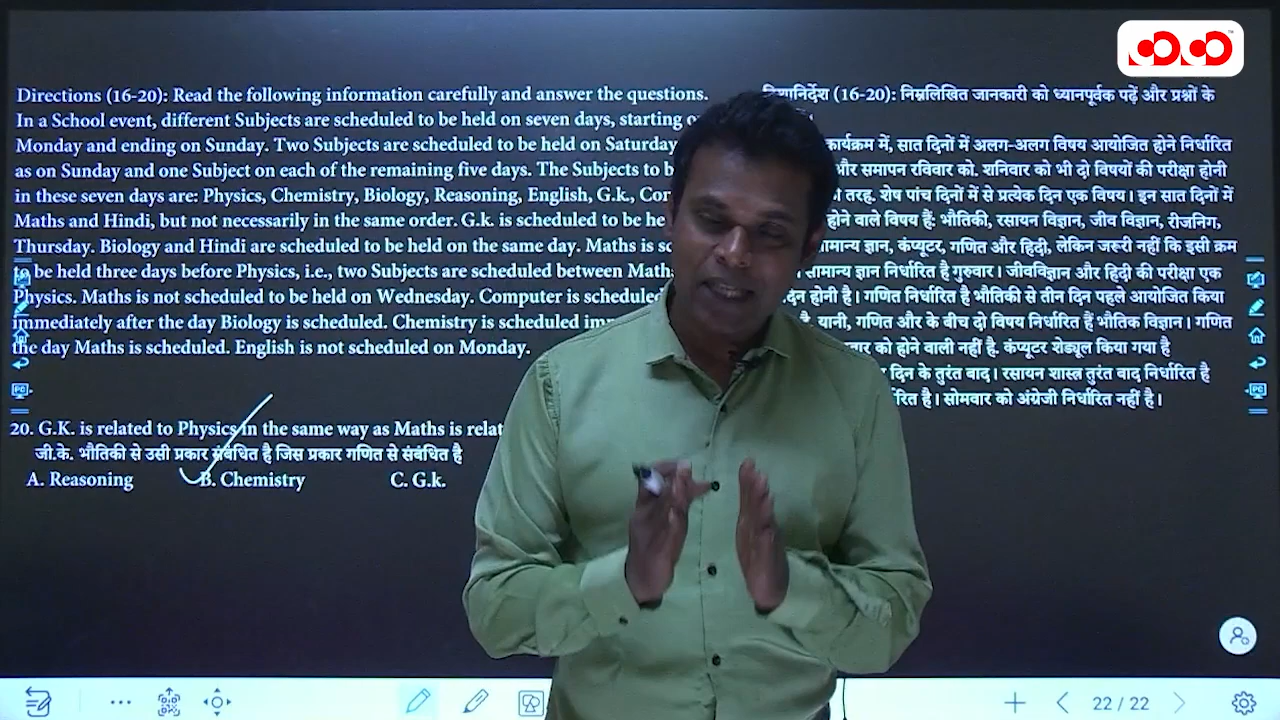 Directions (16-20): Read the following information carefully and answer the questions.
In a School event, different Subjects are scheduled to be held on seven days, starting
Monday and ending on Sunday. Two Subjects are scheduled to be held on Saturday
as on Sunday and one Subject on each of the remaining five days. The Subjects to
in these seven days are: Physics, Chemistry, Biology, Reasoning, English, G.k.,
Maths and Hindi, but not necessarily in the same order. G.k. is scheduled to be
Thursday. Biology and Hindi are scheduled to be held on the same day. Maths is
to be held three days before Physics, i.e., two Subjects are scheduled between
Physics. Maths is not scheduled to be held on Wednesday. Computer is
immediately after the day Biology is scheduled. Chemistry is scheduled
the day Maths is scheduled. English is not scheduled on Monday.
20. G.K. is related to Physics in the same way as Maths is
जी.के. भौतिकी से उसी प्रकार संबंधित है जिस प्रकार गणित से संबंधित है
A. Reasoning B. Chemistry C. G.k.
(16-20): निम्नलिखित जानकारी को ध्यानपूर्वक पढ़ें और प्रश्नों के
कार्यक्रम में, सात दिनों में अलग-अलग विषय आयोजित होने निर्धारित
और समापन रविवार को. शनिवार को भी दो विषयों की परीक्षा होनी
तरह. शेष पांच दिनों में से प्रत्येक दिन एक विषय। इन सात दिनों में
होने वाले विषय हैं: भौतिकी, रसायन विज्ञान, जीव विज्ञान, रीजनिग,
ज्ञान, कंप्यूटर, गणित और हिदी, लेकिन जरूरी नहीं कि इसी क्रम
सामान्य ज्ञान निर्धारित है गुरुवार। जीवविज्ञान और हिदी की परीक्षा एक
होनी है। गणित निर्धारित है भौतिकी से तीन दिन पहले आयोजित किया
यानी, गणित और के बीच दो विषय निर्धारित हैं भौतिक विज्ञान। गणित
को होने वाली नहीं है. कंप्यूटर शेड्यूल किया गया है
दिन के तुरंत बाद। रसायन शास्त्र तुरंत बाद निर्धारित है
है। सोमवार को अंग्रेजी निर्धारित नहीं है।
22 / 22